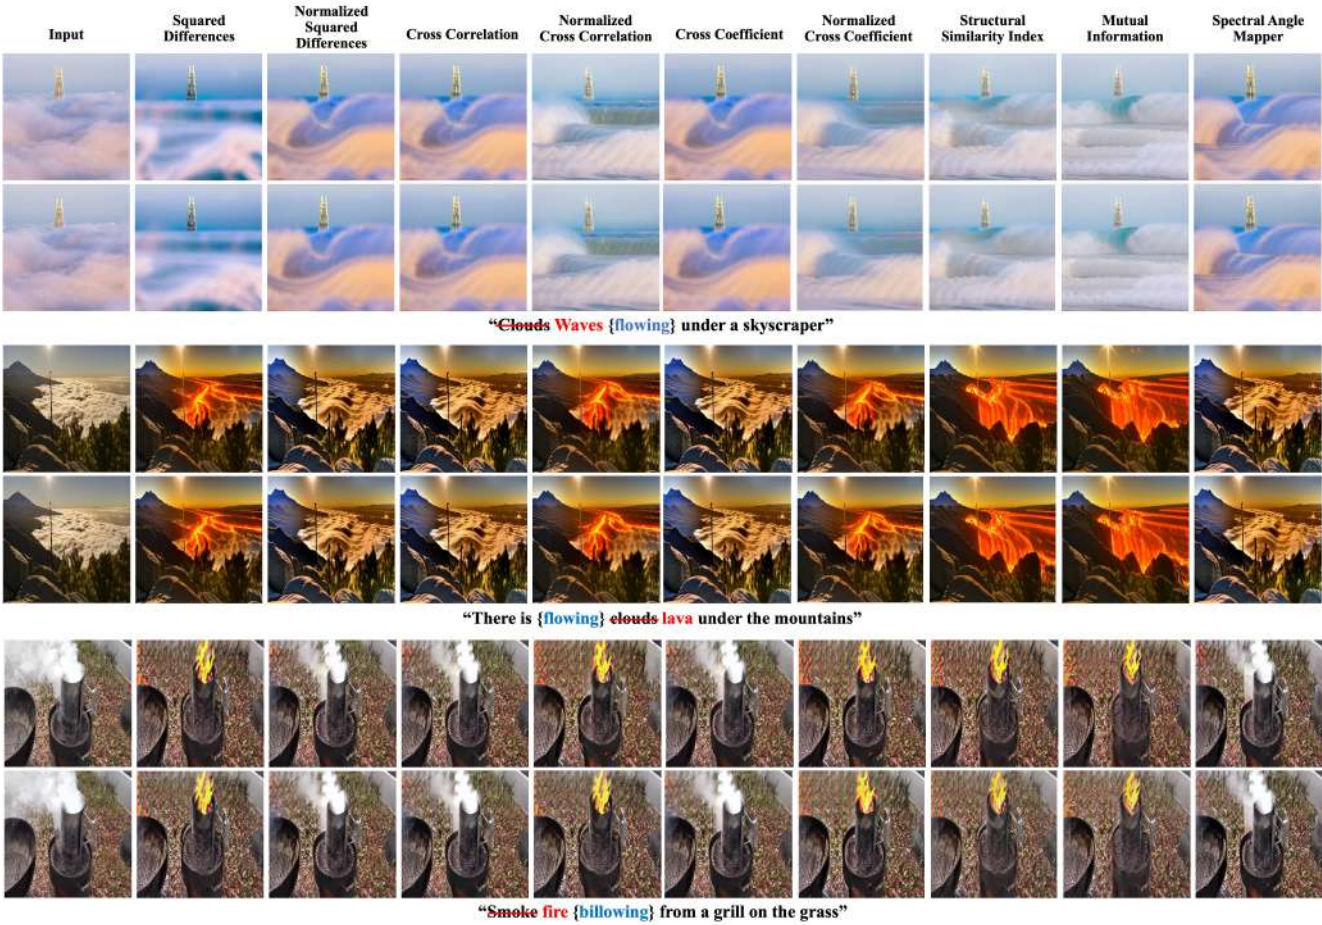 Input
Squared
Differences
Normalized
Squared
Differences
Cross Correlation
Normalized
Cross Correlation
Cross Coefficient
Normalized
Cross Coefficient
Structural
Similarity Index
Mutual
Information
Spectral Angle
Mapper
“Clouds Waves {flowing} under a skyscraper”
“There is {flowing} clouds lava under the mountains”
“Smoke fire {billowing} from a grill on the grass”